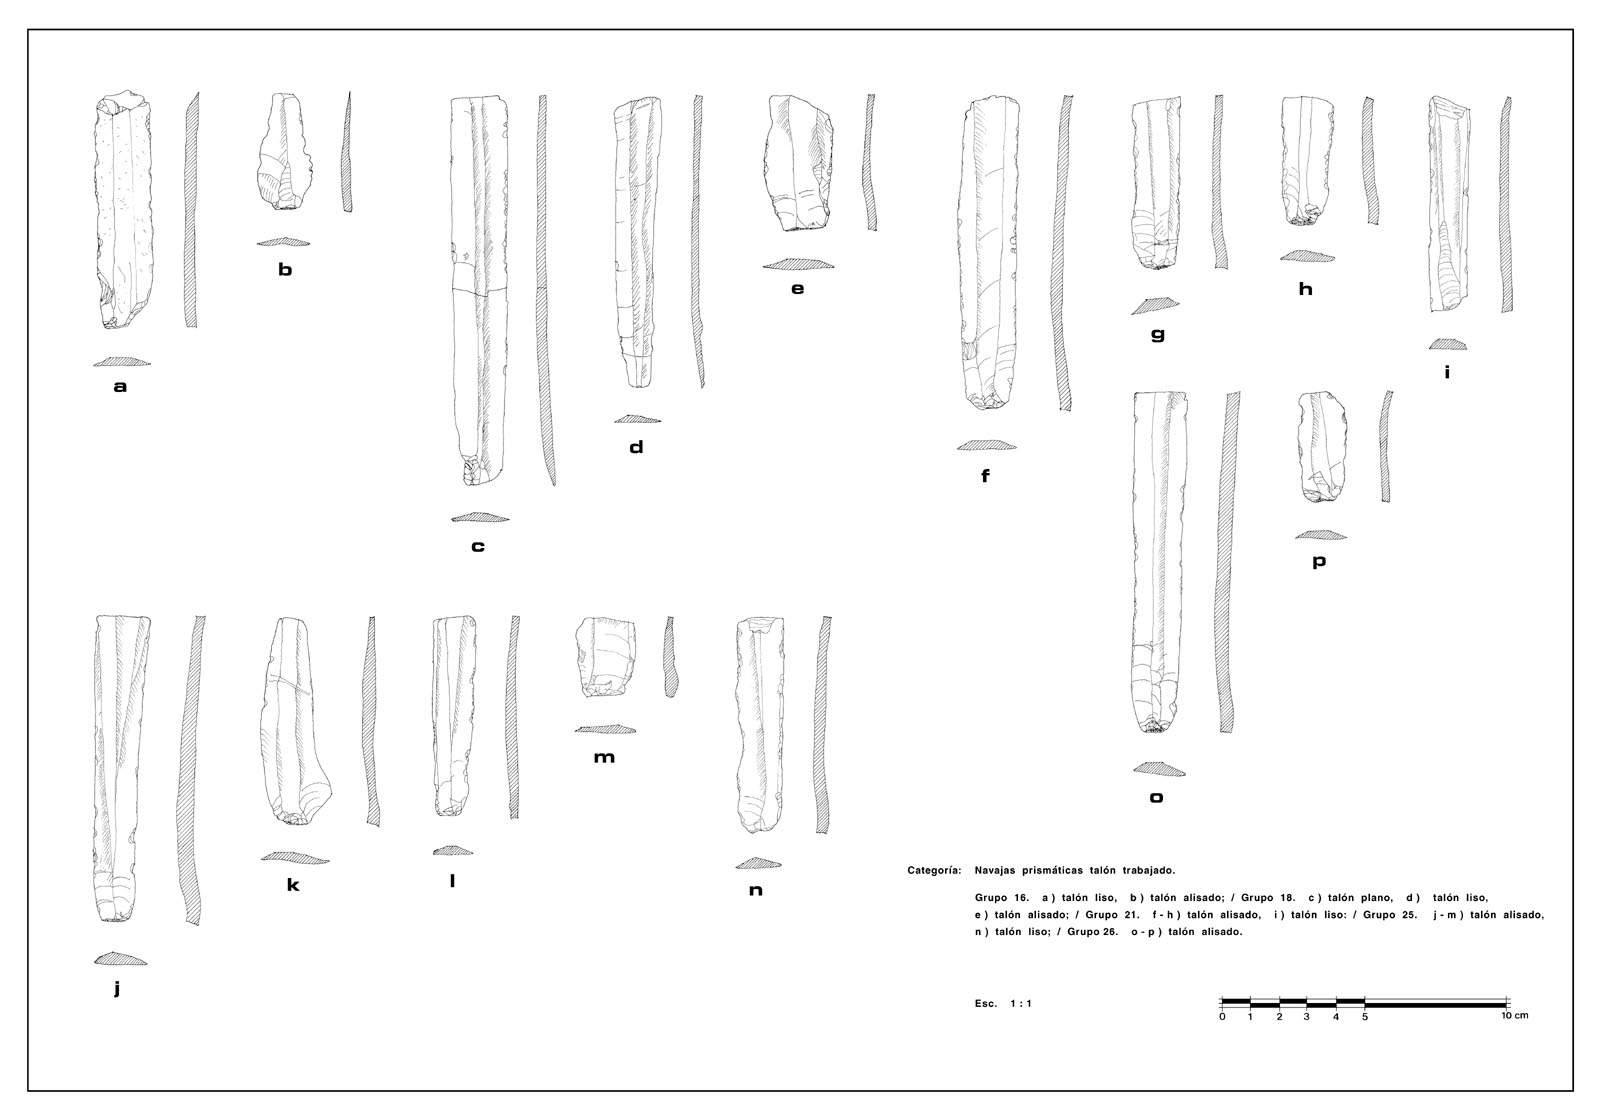 a
b
c
d
e
f
g
h
i
j
k
l
m
n
o
p
Categoría: Navajas prismáticas talón trabajado.
Grupo 16. a) talón liso, b) talón alisado; / Grupo 18. c) talón plano, d) talón liso,
e) talón alisado; / Grupo 21. f-h) talón alisado, i) talón liso: / Grupo 25. j-m) talón alisado,
n) talón liso; / Grupo 26. o-p) talón alisado.
Esc. 1:1
0 1 2 3 4 5 10 cm